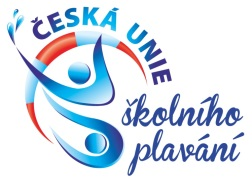 ČESKÁ UNIE
školního
plavání